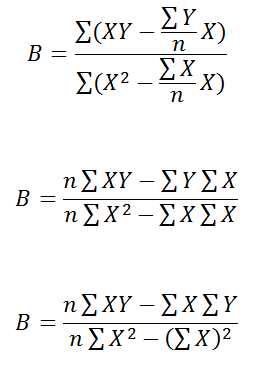 B = ∑(XY − (∑Y/n)X) / ∑(X² − (∑X/n)X)
B = (n∑XY − ∑Y∑X) / (n∑X² − ∑X∑X)
B = (n∑XY − ∑X∑Y) / (n∑X² − (∑X)²)